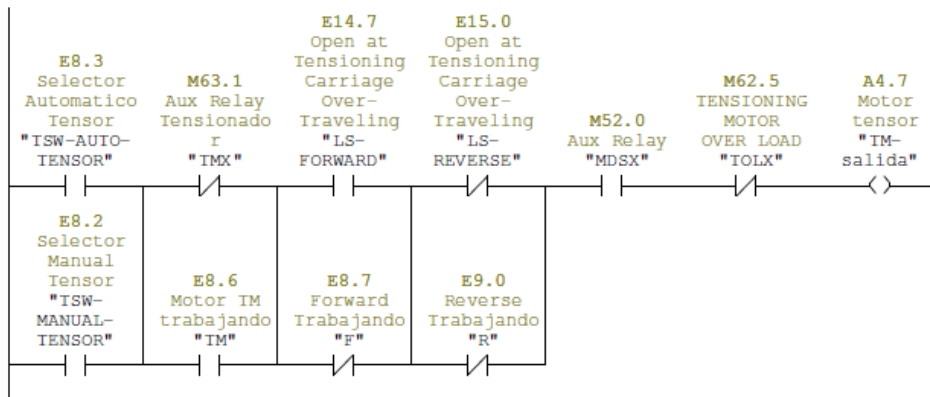 E8.3
Selector
Automatico
Tensor
"TSW-AUTO-
TENSOR"
M63.1
Aux Relay
Tensionado
r
"TMX"
E14.7
Open at
Tensioning
Carriage
Over-
Traveling
"LS-
FORWARD"
E15.0
Open at
Tensioning
Carriage
Over-
Traveling
"LS-
REVERSE"
M52.0
Aux Relay
"MDSX"
M62.5
TENSIONING
MOTOR
OVER LOAD
"TOLX"
A4.7
Motor
tensor
"TM-
salida"
E8.2
Selector
Manual
Tensor
"TSW-
MANUAL-
TENSOR"
E8.6
Motor TM
trabajando
"TM"
E8.7
Forward
Trabajando
"F"
E9.0
Reverse
Trabajando
"R"